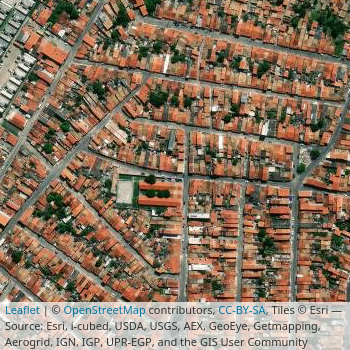 Leaflet | © OpenStreetMap contributors, CC-BY-SA, Tiles © Esri —
Source: Esri, i-cubed, USDA, USGS, AEX, GeoEye, Getmapping,
Aerogrid, IGN, IGP, UPR-EGP, and the GIS User Community